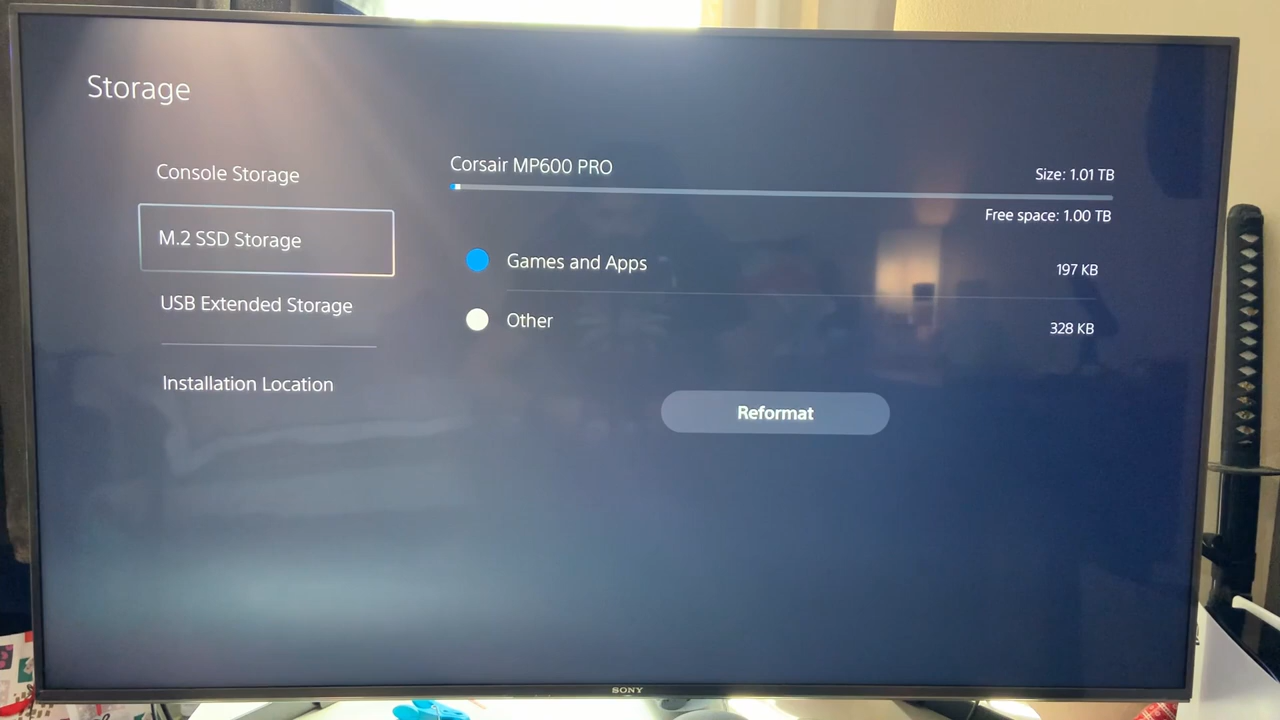 Storage
Console Storage
M.2 SSD Storage
USB Extended Storage
Installation Location
Corsair MP600 PRO
Size: 1.01 TB
Free space: 1.00 TB
Games and Apps
197 KB
Other
328 KB
Reformat
SONY